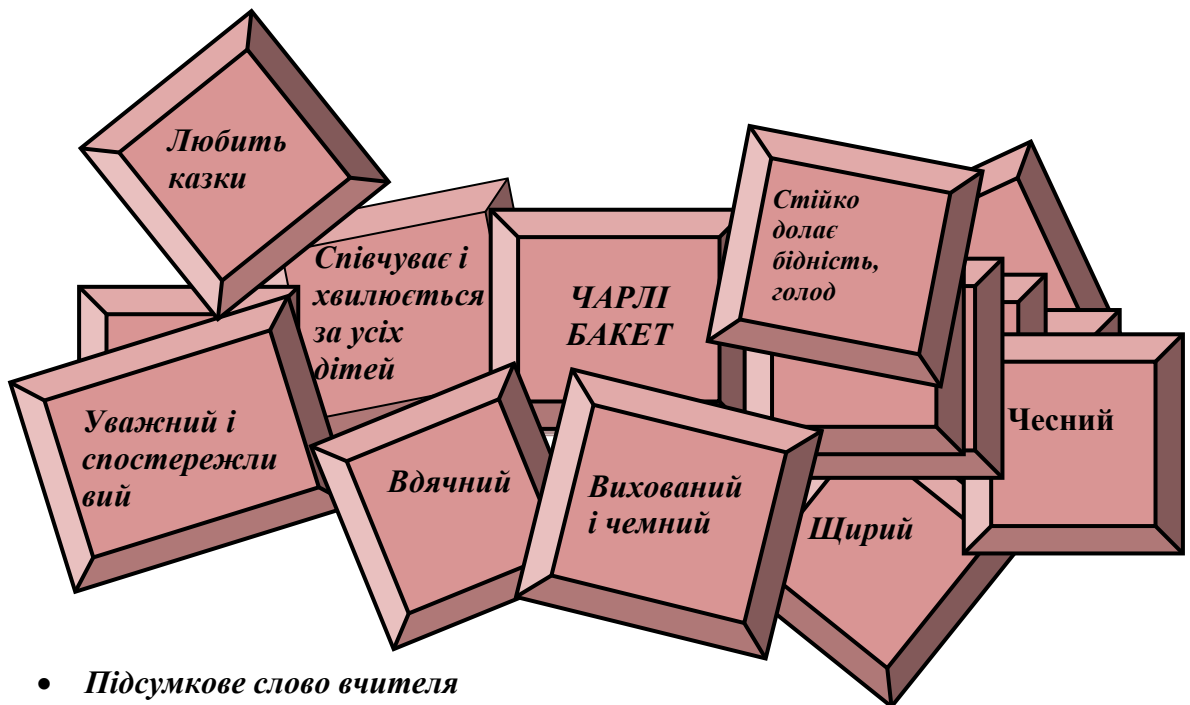 Любить
казки
Співчуває і
хвилюється
за усіх
дітей
ЧАРЛІ
БАКЕТ
Стійко
долає
бідність,
голод
Уважний і
спостережли
вий
Вдячний
Вихований
і чемний
Щирий
Чесний
• Підсумкове слово вчителя